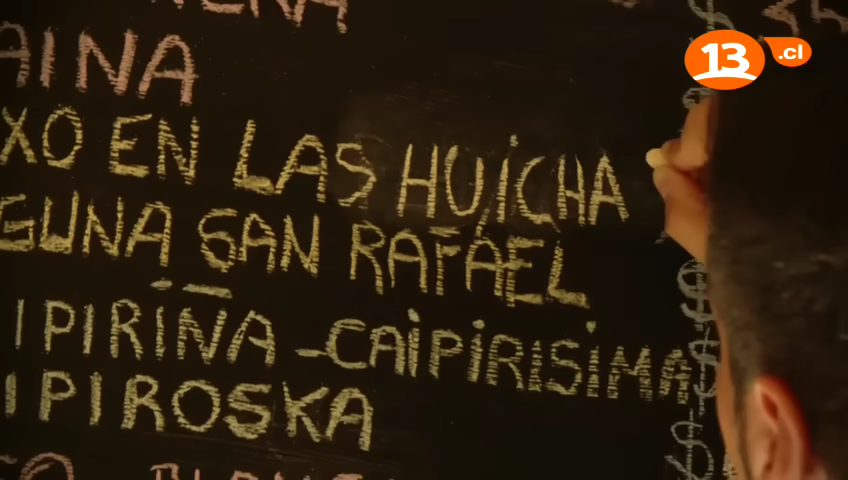 13.cl
AINA
XO EN LAS HUICHA
GUNA SAN RAFAEL
IPIRIÑA - CAIPIRISIMA $
IPIROSKA
$